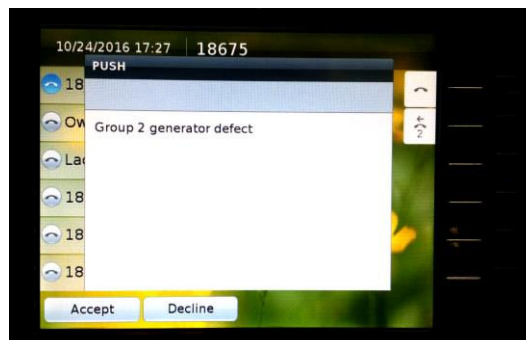 10/24/2016 17:27 18675
PUSH
18
Ow
Group 2 generator defect
Lad
18
18
18
2
Accept Decline